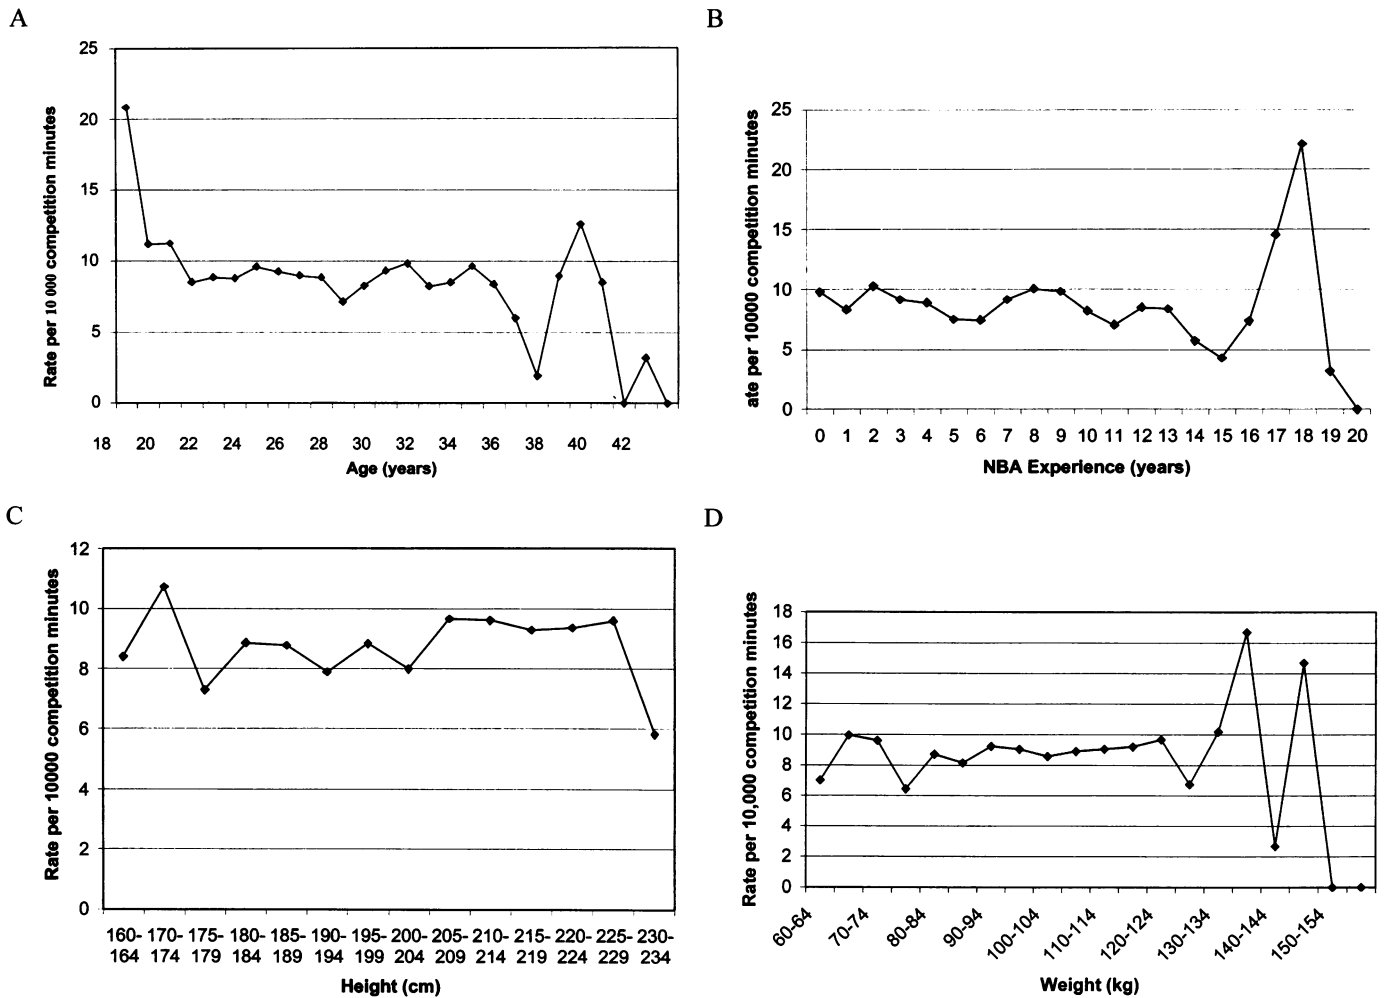 A
25
20
15
10
5
0
18 20 22 24 26 28 30 32 34 36 38 40 42
Rate per 10 000 competition minutes
Age (years)
B
25
20
15
10
5
0
0 1 2 3 4 5 6 7 8 9 10 11 12 13 14 15 16 17 18 19 20
ate per 10000 competition minutes
NBA Experience (years)
C
12
10
8
6
4
2
0
160- 170- 175- 180- 185- 190- 195- 200- 205- 210- 215- 220- 225- 230-
164 174 179 184 189 194 199 204 209 214 219 224 229 234
Rate per 10000 competition minutes
Height (cm)
D
18
16
14
12
10
8
6
4
2
0
60-64 70-74 80-84 90-94 100-104 110-114 120-124 130-134 140-144 150-154
Rate per 10,000 competition minutes
Weight (kg)